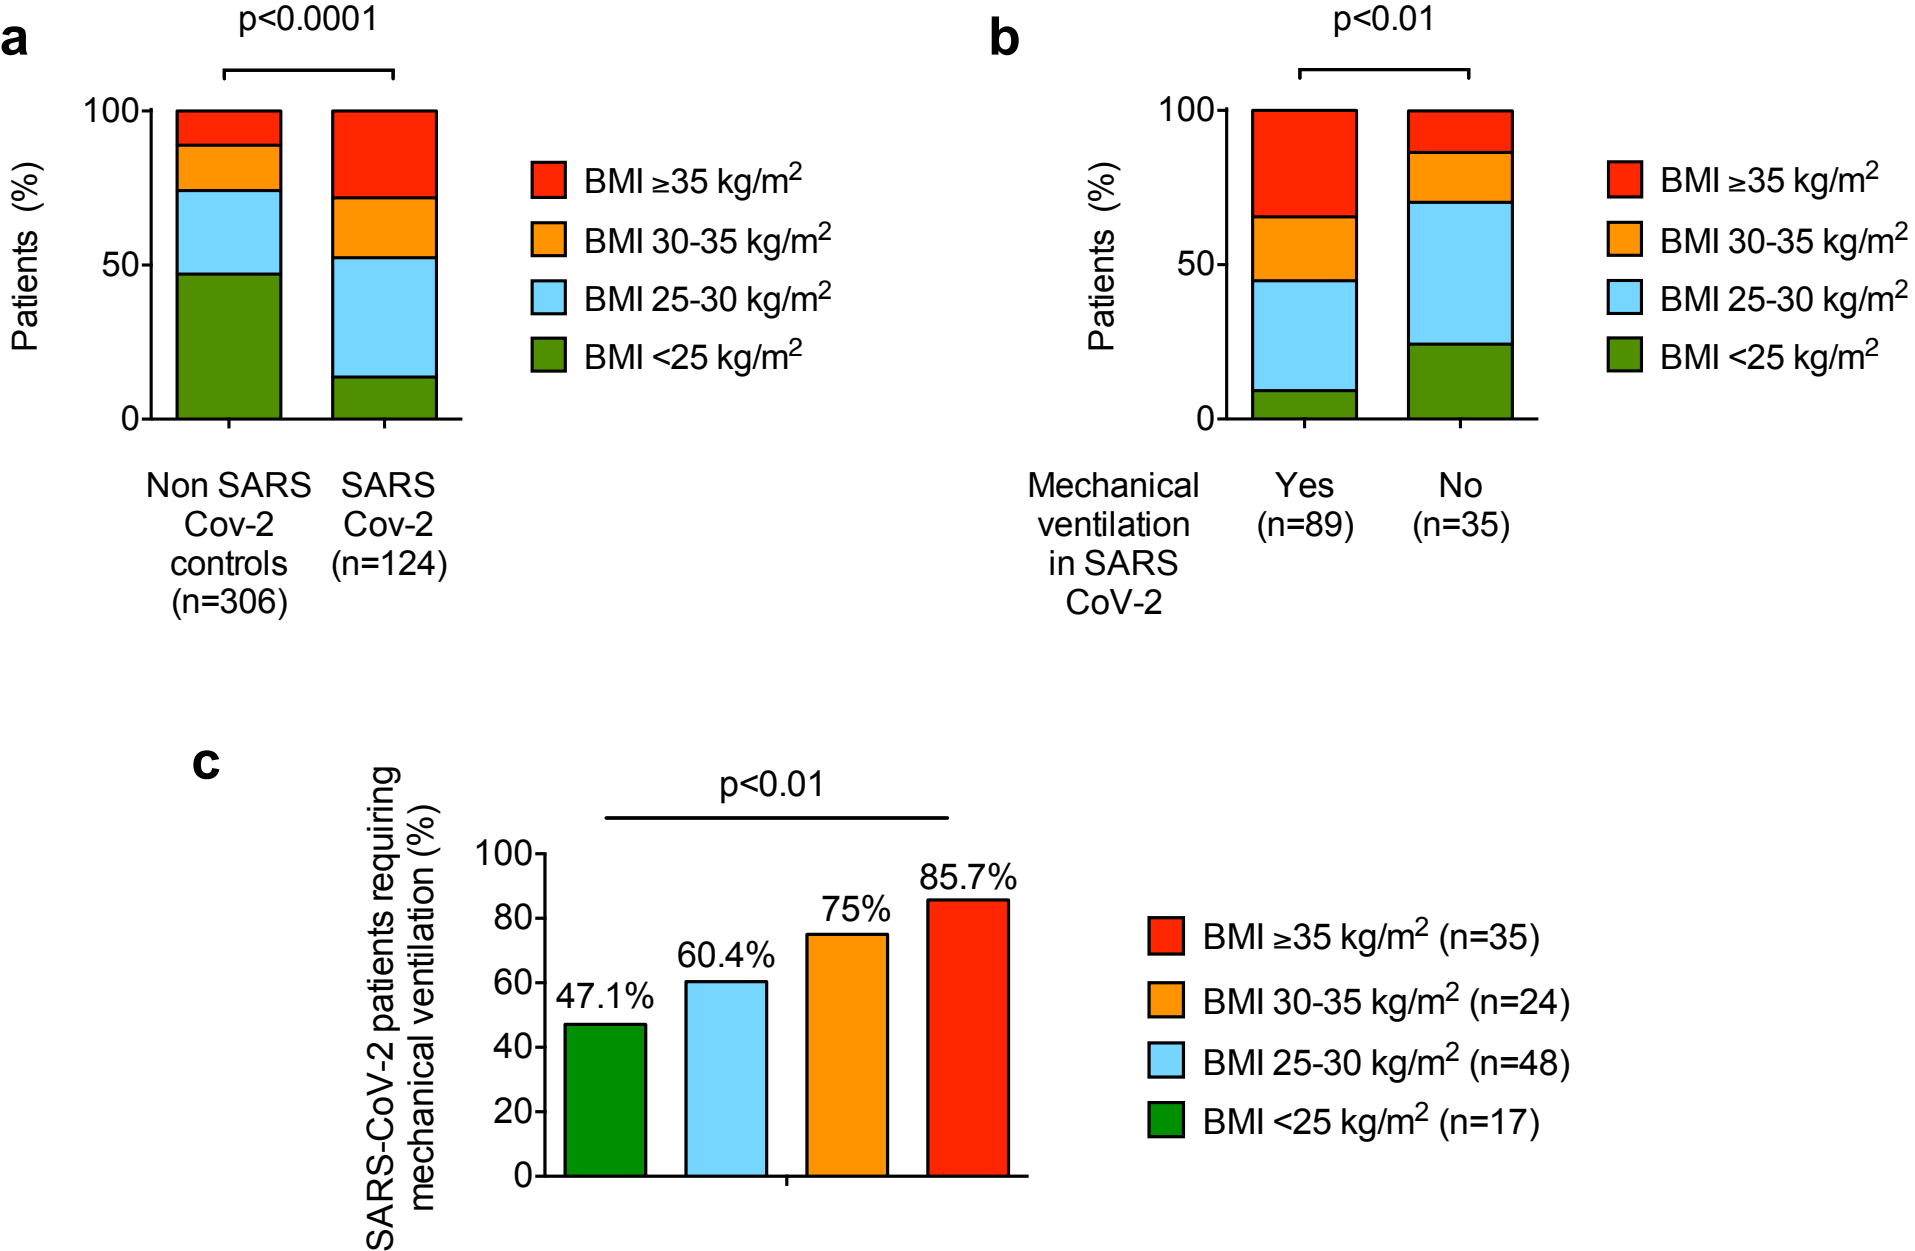 a
p<0.0001
Patients (%)
100
50
0
Non SARS
Cov-2
controls
(n=306)
SARS
Cov-2
(n=124)
BMI ≥35 kg/m²
BMI 30-35 kg/m²
BMI 25-30 kg/m²
BMI <25 kg/m²
b
p<0.01
Patients (%)
100
50
0
Mechanical
ventilation
in SARS
CoV-2
Yes
(n=89)
No
(n=35)
BMI ≥35 kg/m²
BMI 30-35 kg/m²
BMI 25-30 kg/m²
BMI <25 kg/m²
c
SARS-CoV-2 patients requiring
mechanical ventilation (%)
p<0.01
100
80
60
40
20
0
47.1%
60.4%
75%
85.7%
BMI ≥35 kg/m² (n=35)
BMI 30-35 kg/m² (n=24)
BMI 25-30 kg/m² (n=48)
BMI <25 kg/m² (n=17)